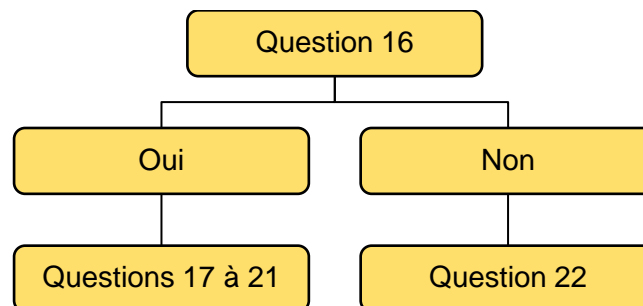 Question 16
Oui
Non
Questions 17 à 21
Question 22